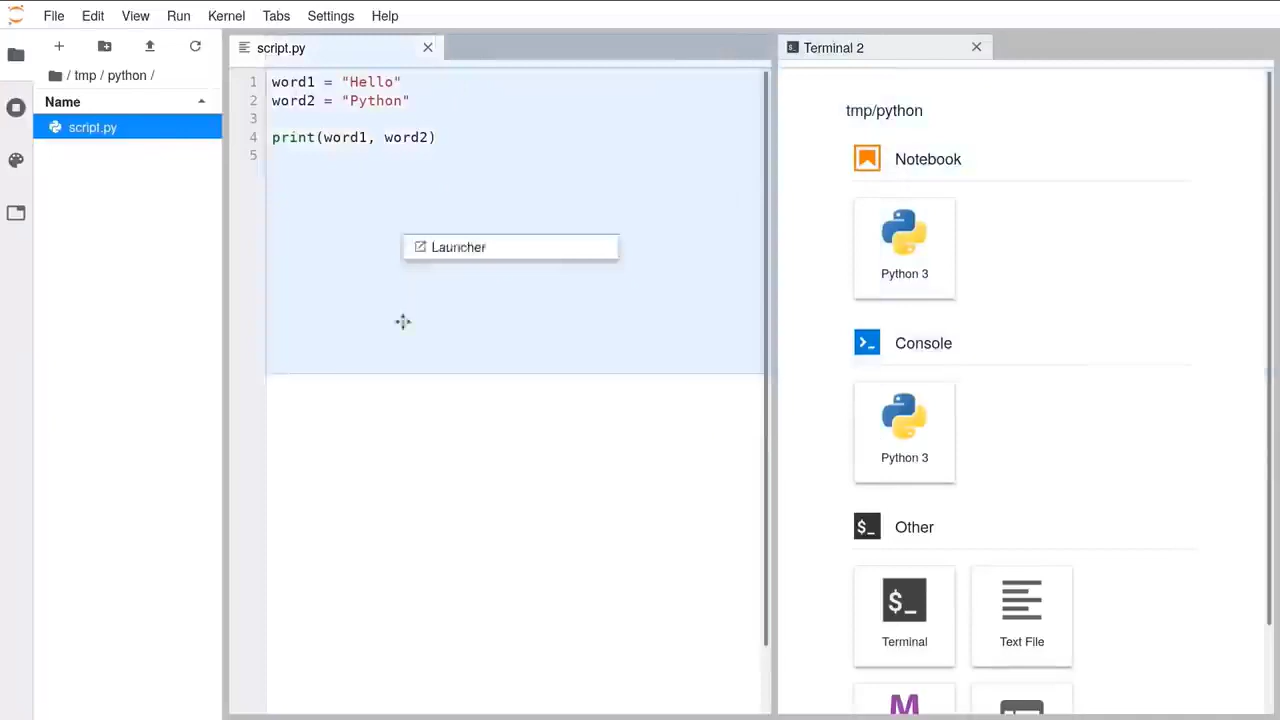 File Edit View Run Kernel Tabs Settings Help
/ tmp / python /
Name
script.py
script.py
1 word1 = "Hello"
2 word2 = "Python"
3
4 print(word1, word2)
5
Launcher
Terminal 2
tmp/python
Notebook
Python 3
Console
Python 3
$_ Other
$_
Terminal
Text File
M